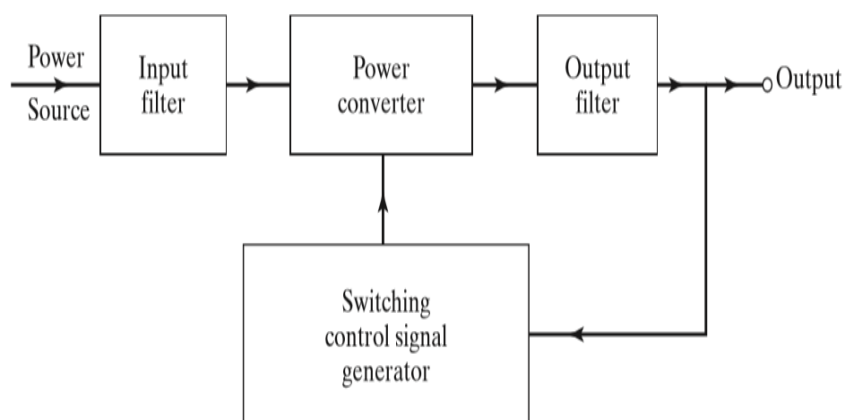 Power
Source
Input
filter
Power
converter
Output
filter
Output
Switching
control signal
generator